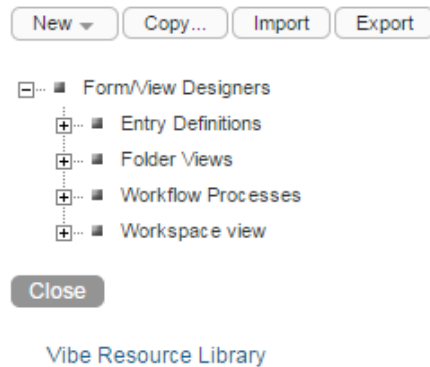 New Copy... Import Export
Form/View Designers
Entry Definitions
Folder Views
Workflow Processes
Workspace view
Close
Vibe Resource Library